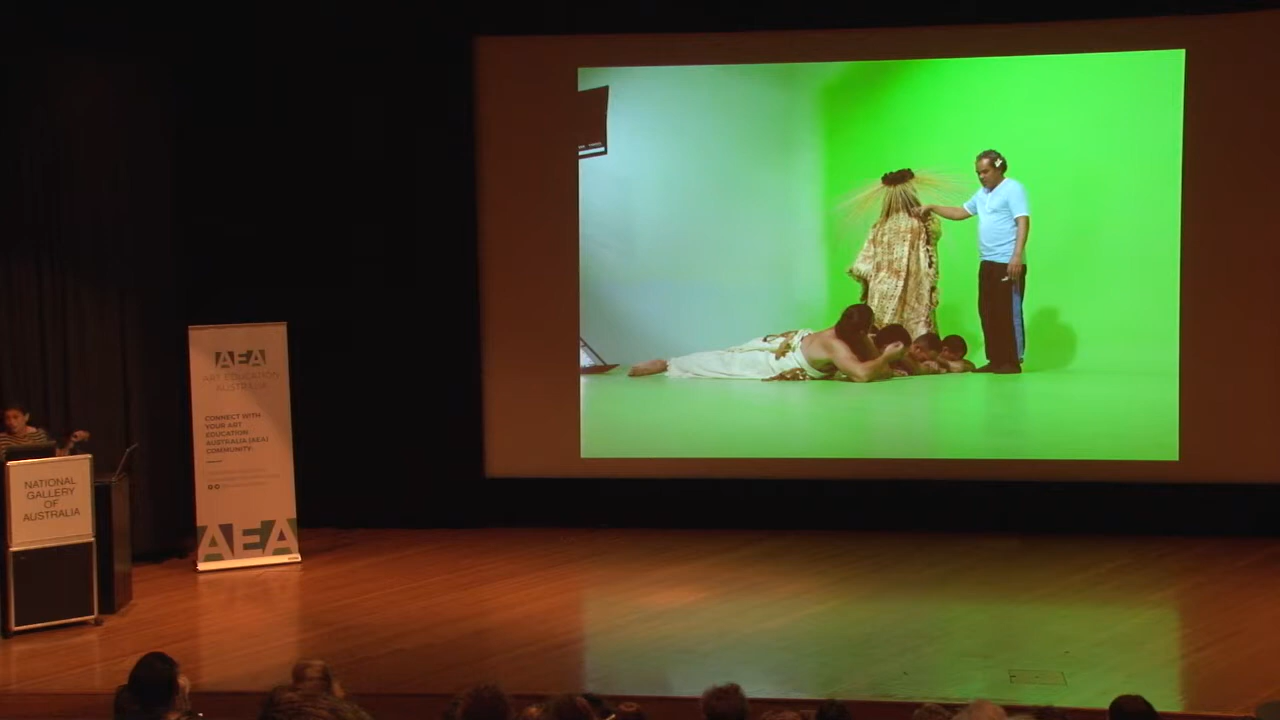 AEA
ART EDUCATION
AUSTRALIA
CONNECT WITH
YOUR ART
EDUCATION
AUSTRALIA (AEA)
COMMUNITY:
AEA
NATIONAL
GALLERY
OF
AUSTRALIA